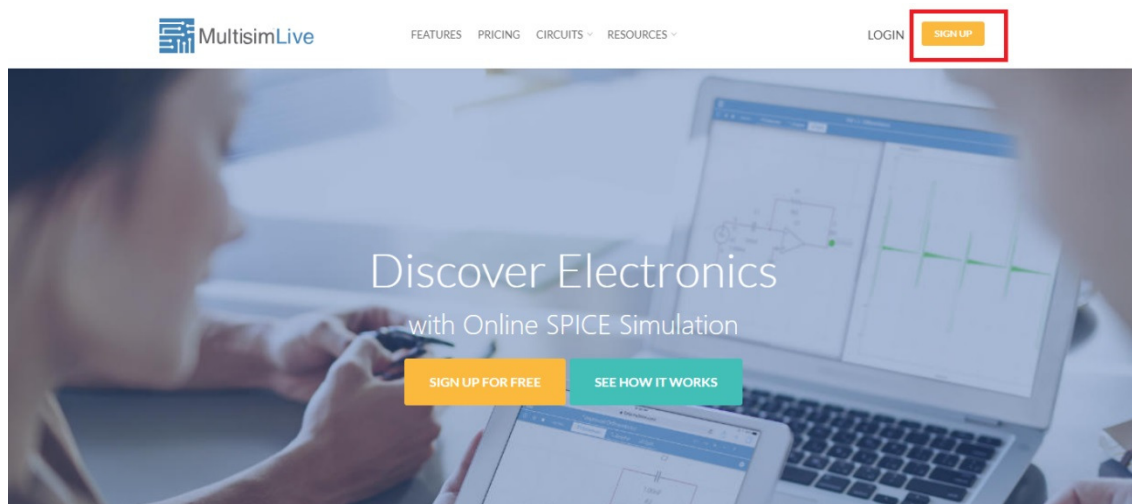 MultisimLive
FEATURES PRICING CIRCUITS RESOURCES
LOGIN SIGN UP
Discover Electronics
with Online SPICE Simulation
SIGN UP FOR FREE SEE HOW IT WORKS